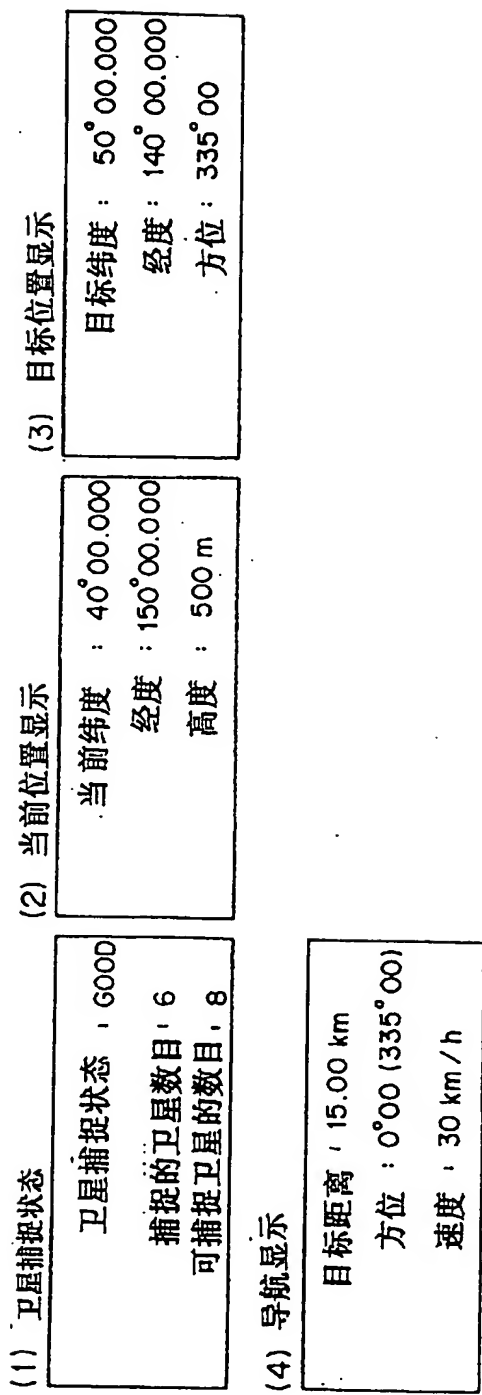 (1) 卫星捕捉状态
卫星捕捉状态 : GOOD
捕捉的卫星数目 : 6
可捕捉卫星的数目 : 8
(2) 当前位置显示
当前纬度 : 40°00.000
经度 : 150°00.000
高度 : 500 m
(3) 目标位置显示
目标纬度 : 50°00.000
经度 : 140°00.000
方位 : 335°00
(4) 导航显示
目标距离 : 15.00 km
方位 : 0°00 (335°00)
速度 : 30 km/h